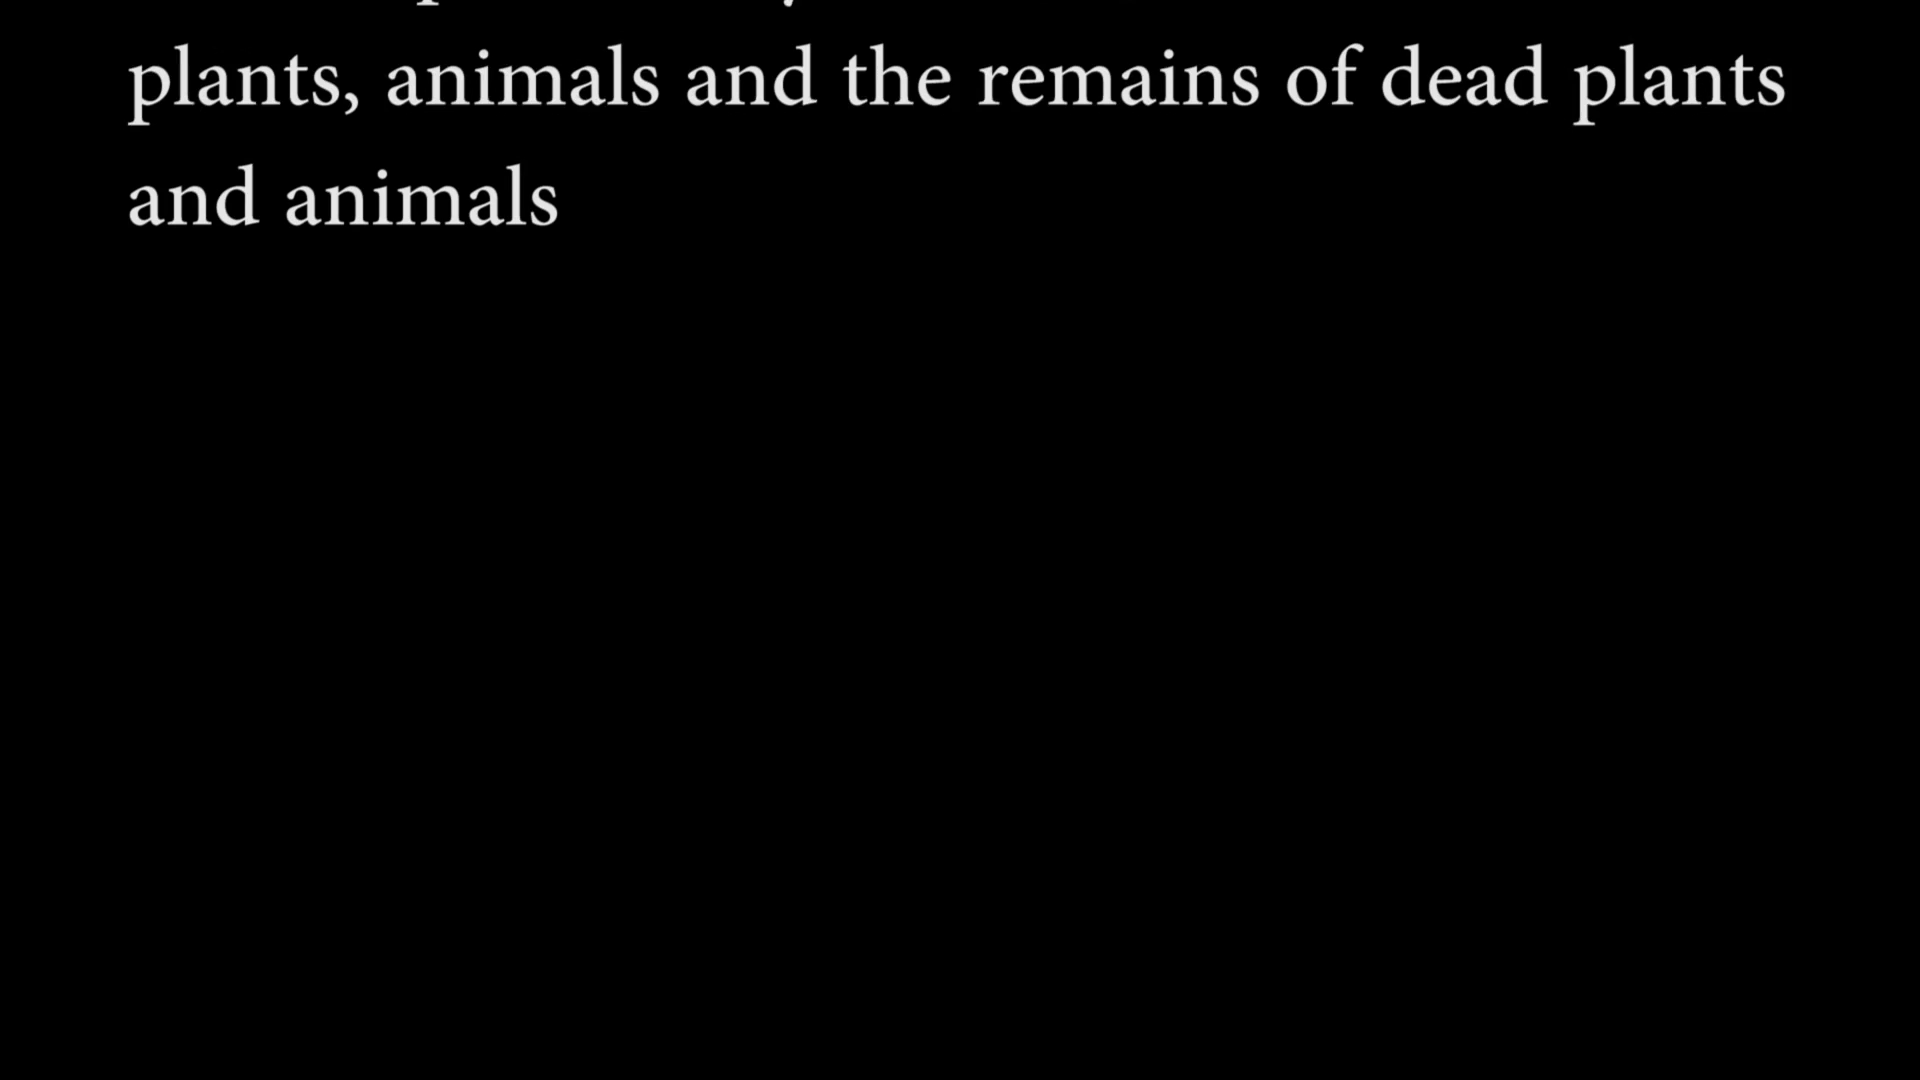 plants, animals and the remains of dead plants
and animals